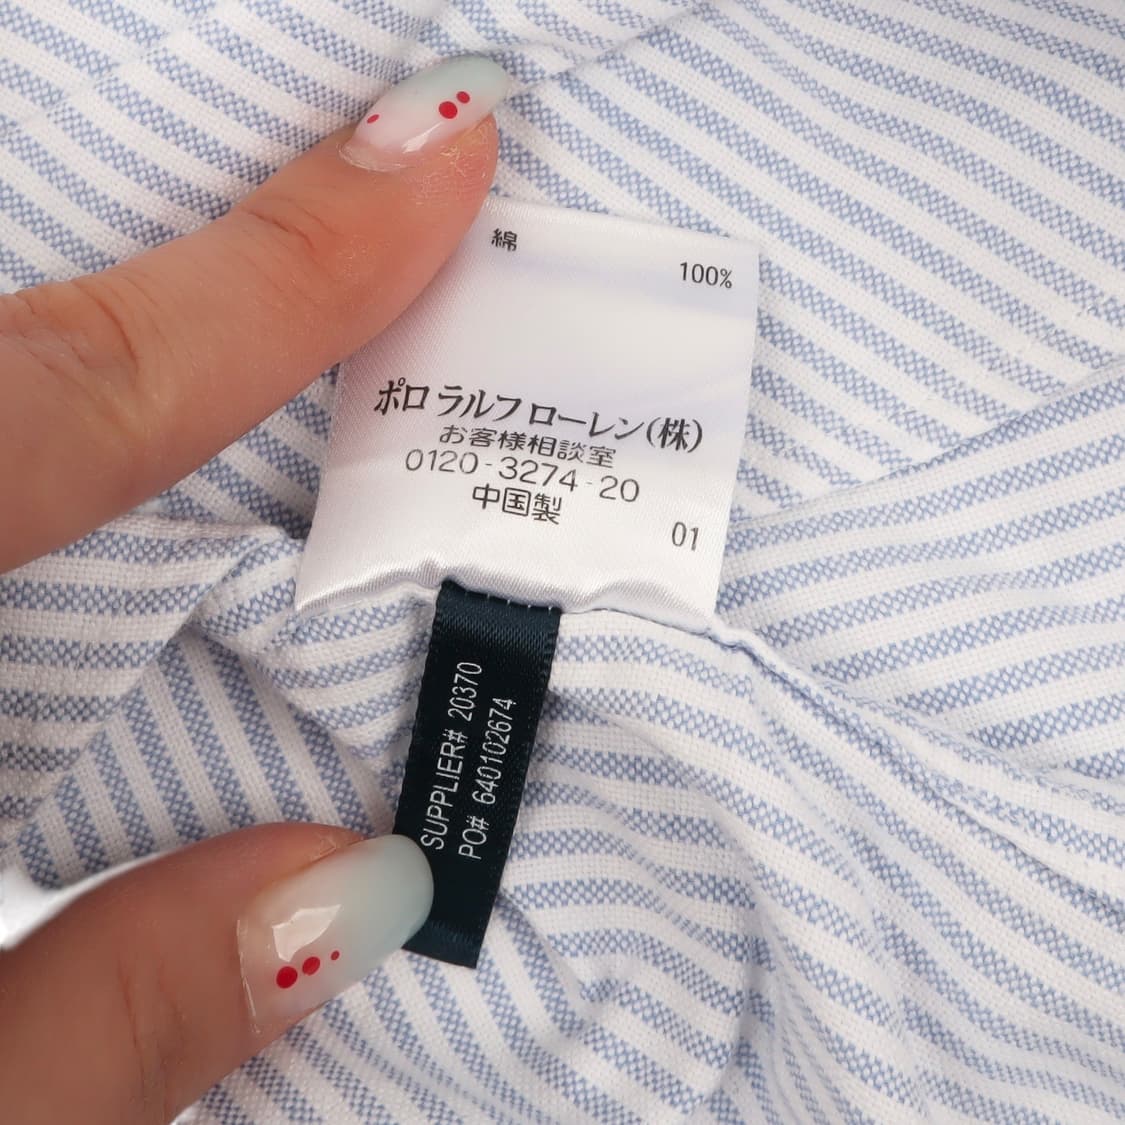 綿 100%
ポロ ラルフ ローレン(株)
お客様相談室
0120-3274-20
中国製
01
SUPPLIER# 20370
PO# 640102674